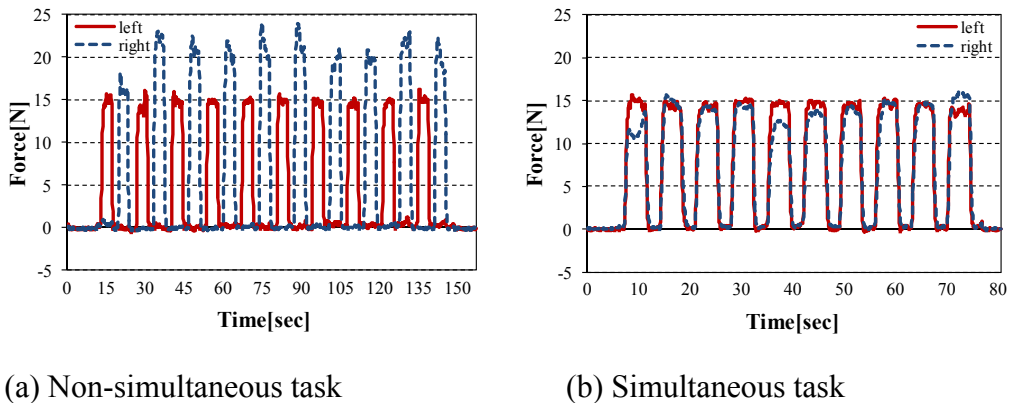 left
right
25
20
15
10
5
0
-5
Force[N]
0 15 30 45 60 75 90 105 120 135 150
Time[sec]
(a) Non-simultaneous task
left
right
25
20
15
10
5
0
-5
Force[N]
0 10 20 30 40 50 60 70 80
Time[sec]
(b) Simultaneous task